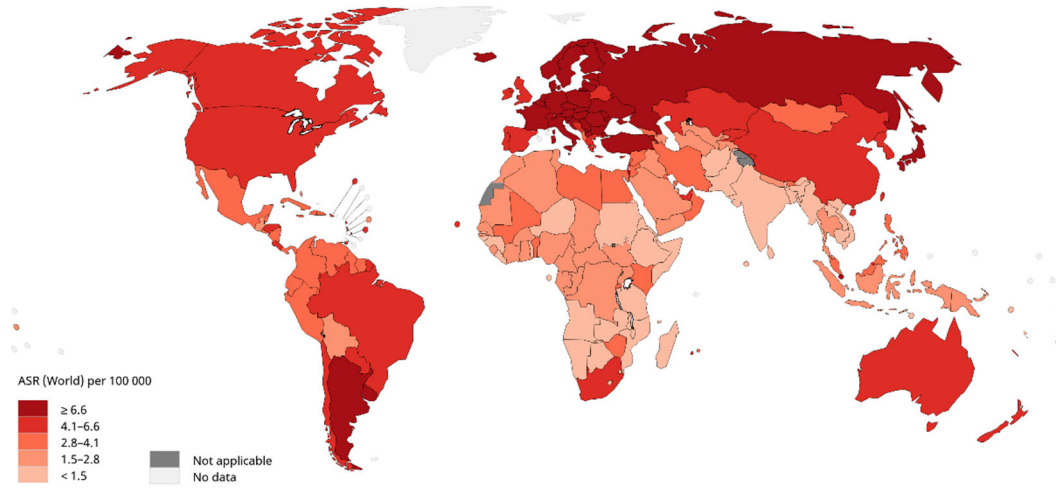 ASR (World) per 100 000
≥ 6.6
4.1–6.6
2.8–4.1
1.5–2.8
< 1.5
Not applicable
No data